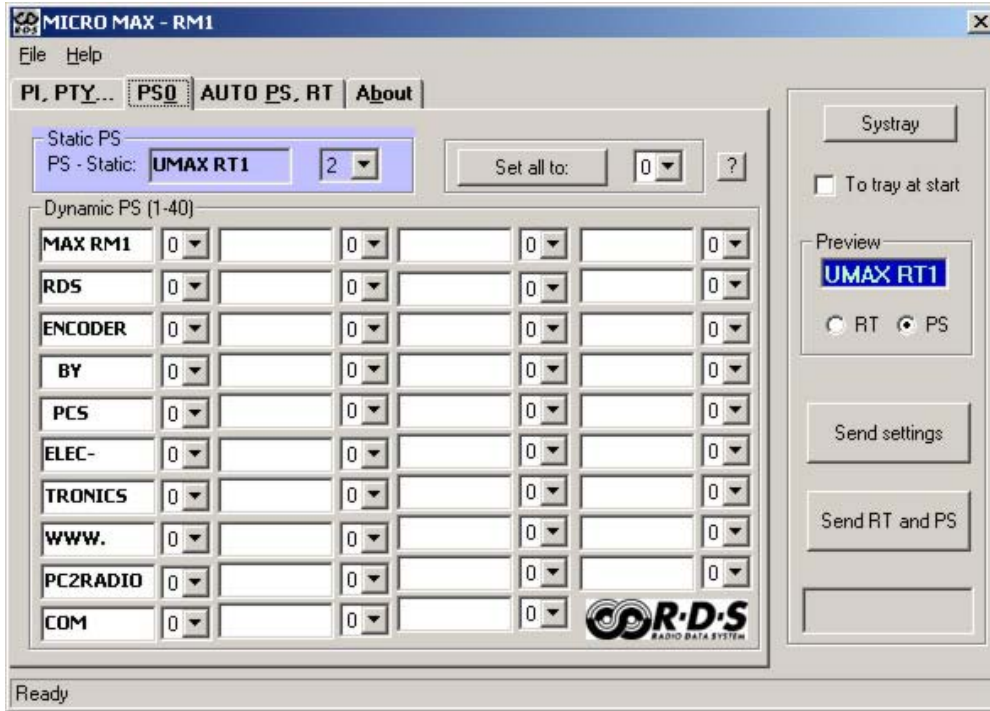 MICRO MAX - RM1
File Help
PI, PTY... PS0 AUTO PS, RT About
Static PS
PS - Static: UMAX RT1 2
Set all to: 0 ?
Dynamic PS (1-40)
MAX RM1 0 0 0 0
RDS 0 0 0 0
ENCODER 0 0 0 0
BY 0 0 0 0
PCS 0 0 0 0
ELEC- 0 0 0 0
TRONICS 0 0 0 0
WWW. 0 0 0 0
PC2RADIO 0 0 0 0
COM 0 0 0
R·D·S
RADIO DATA SYSTEM
Systray
To tray at start
Preview
UMAX RT1
RT PS
Send settings
Send RT and PS
Ready